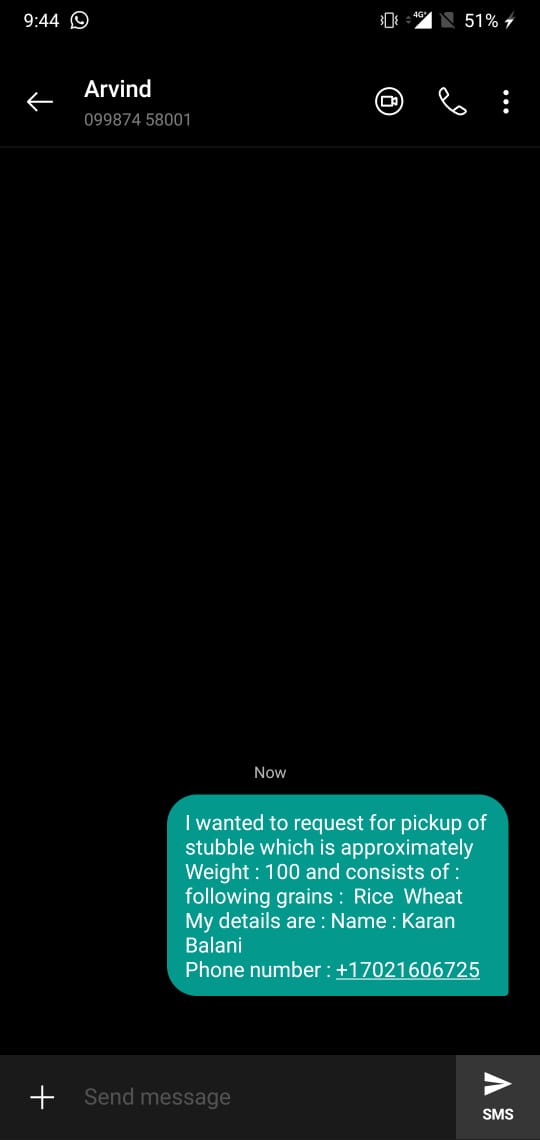 9:44
4G+
51%
Arvind
099874 58001
Now
I wanted to request for pickup of
stubble which is approximately
Weight : 100 and consists of :
following grains :  Rice  Wheat
My details are : Name : Karan
Balani
Phone number : +17021606725
Send message
SMS